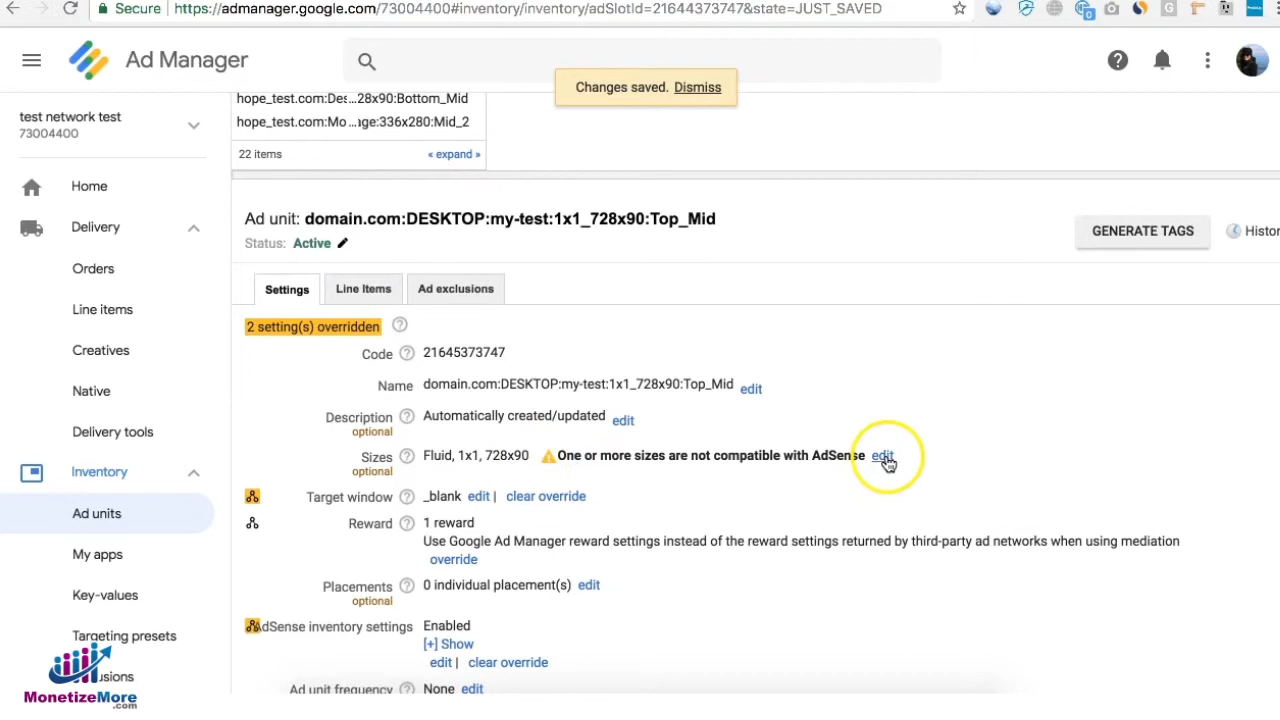 Secure
https://admanager.google.com/73004400#inventory/inventory/adSlotId=21644373747&state=JUST_SAVED
Ad Manager
Changes saved. Dismiss
test network test
73004400
Home
Delivery
Orders
Line items
Creatives
Native
Delivery tools
Inventory
Ad units
My apps
Key-values
Targeting presets
usions
MonetizeMore
.com
hope_test.com:Des...28x90:Bottom_Mid
hope_test.com:Mo...age:336x280:Mid_2
22 items « expand »
Ad unit: domain.com:DESKTOP:my-test:1x1_728x90:Top_Mid
Status: Active
GENERATE TAGS
Histor
Settings Line Items Ad exclusions
2 setting(s) overridden
Code 21645373747
Name domain.com:DESKTOP:my-test:1x1_728x90:Top_Mid edit
Description Automatically created/updated edit
optional
Sizes Fluid, 1x1, 728x90 One or more sizes are not compatible with AdSense edit
optional
Target window _blank edit | clear override
Reward 1 reward
Use Google Ad Manager reward settings instead of the reward settings returned by third-party ad networks when using mediation
override
Placements 0 individual placement(s) edit
optional
AdSense inventory settings Enabled
[+] Show
edit | clear override
Ad unit frequency None edit